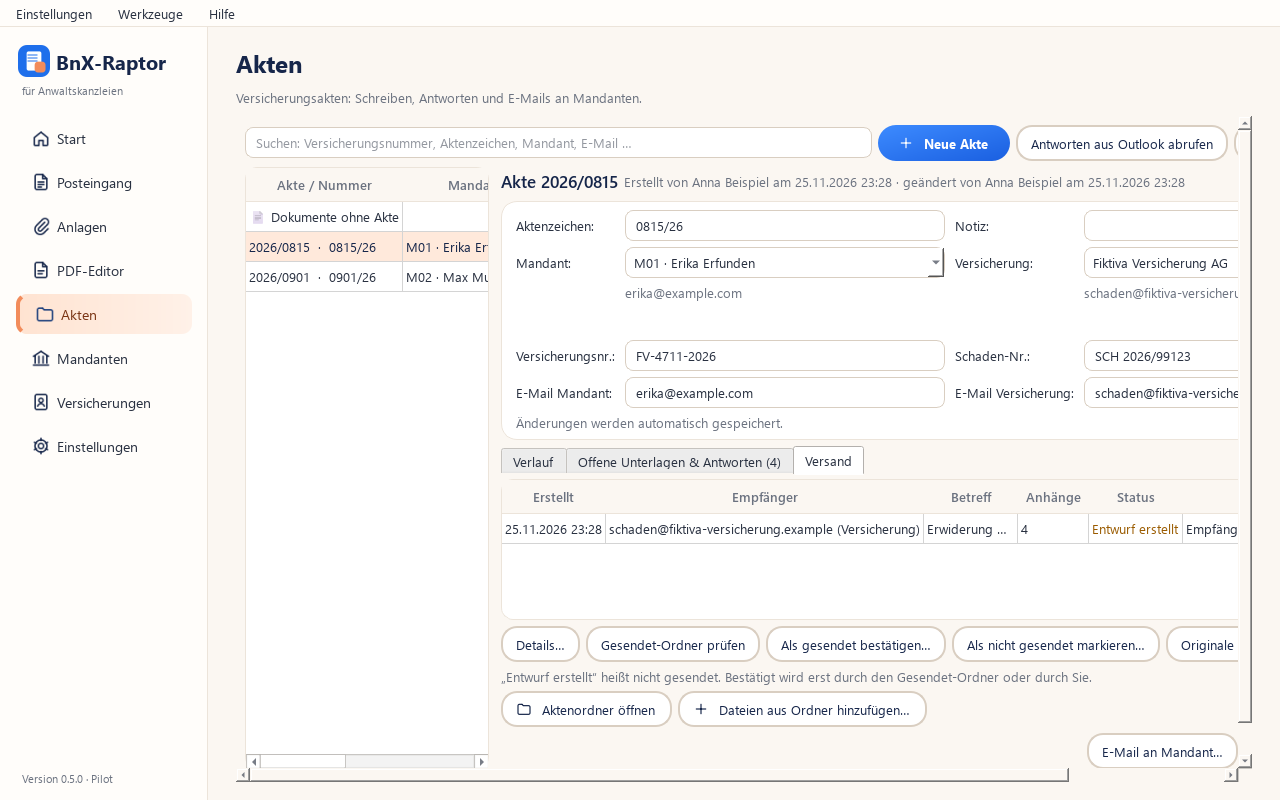 Einstellungen Werkzeuge Hilfe
BnX-Raptor
für Anwaltskanzleien
Start
Posteingang
Anlagen
PDF-Editor
Akten
Mandanten
Versicherungen
Einstellungen
Version 0.5.0 · Pilot
Akten
Versicherungsakten: Schreiben, Antworten und E-Mails an Mandanten.
Suchen: Versicherungsnummer, Aktenzeichen, Mandant, E-Mail ...
Neue Akte
Antworten aus Outlook abrufen
Akte / Nummer Manda
Dokumente ohne Akte
2026/0815 · 0815/26 M01 · Erika Er
2026/0901 · 0901/26 M02 · Max Mu
Akte 2026/0815 Erstellt von Anna Beispiel am 25.11.2026 23:28 · geändert von Anna Beispiel am 25.11.2026 23:28
Aktenzeichen: 0815/26 Notiz:
Mandant: M01 · Erika Erfunden Versicherung: Fiktiva Versicherung AG
erika@example.com schaden@fiktiva-versicheru
Versicherungsnr.: FV-4711-2026 Schaden-Nr.: SCH 2026/99123
E-Mail Mandant: erika@example.com E-Mail Versicherung: schaden@fiktiva-versiche
Änderungen werden automatisch gespeichert.
Verlauf Offene Unterlagen & Antworten (4) Versand
Erstellt Empfänger Betreff Anhänge Status
25.11.2026 23:28 schaden@fiktiva-versicherung.example (Versicherung) Erwiderung ... 4 Entwurf erstellt Empfäng
Details... Gesendet-Ordner prüfen Als gesendet bestätigen... Als nicht gesendet markieren... Originale
„Entwurf erstellt“ heißt nicht gesendet. Bestätigt wird erst durch den Gesendet-Ordner oder durch Sie.
Aktenordner öffnen Dateien aus Ordner hinzufügen...
E-Mail an Mandant...